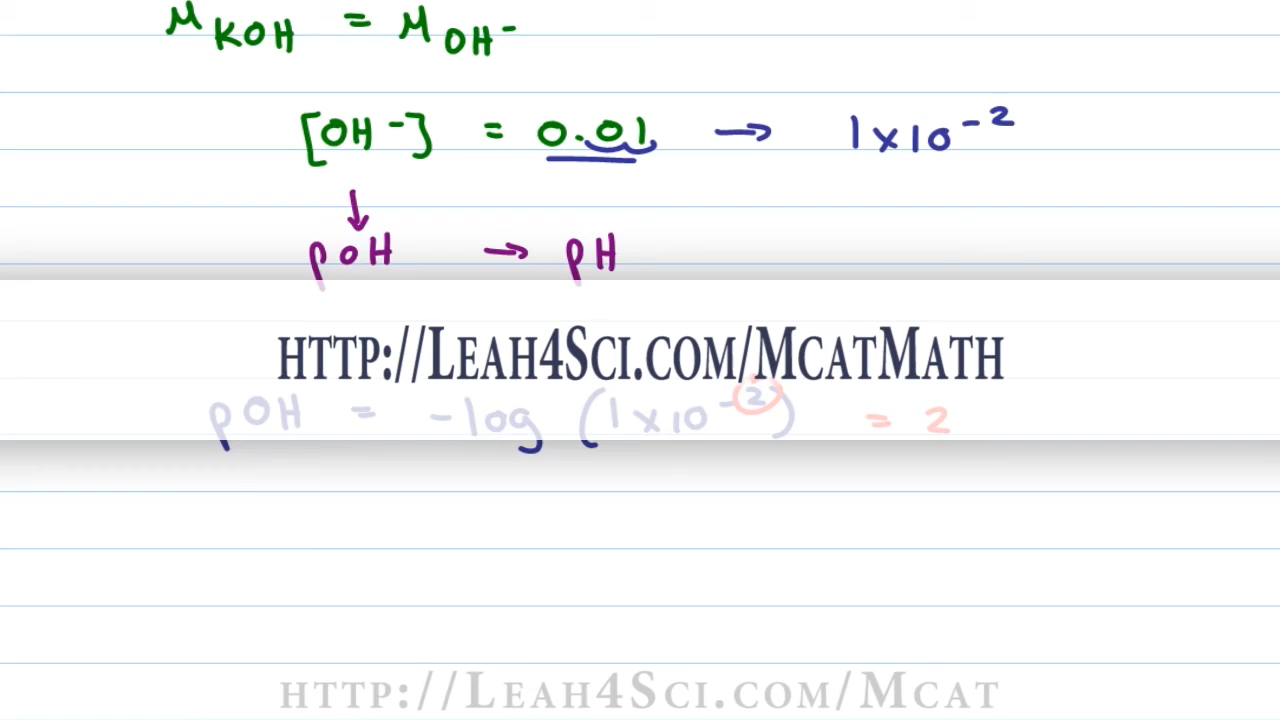 M KOH = M OH⁻
[OH⁻] = 0.01 → 1x10⁻²
↓
pOH → pH
HTTP://LEAH4SCI.COM/MCATMATH
pOH = -log (1x10⁻²) = 2
HTTP://LEAH4SCI.COM/MCAT